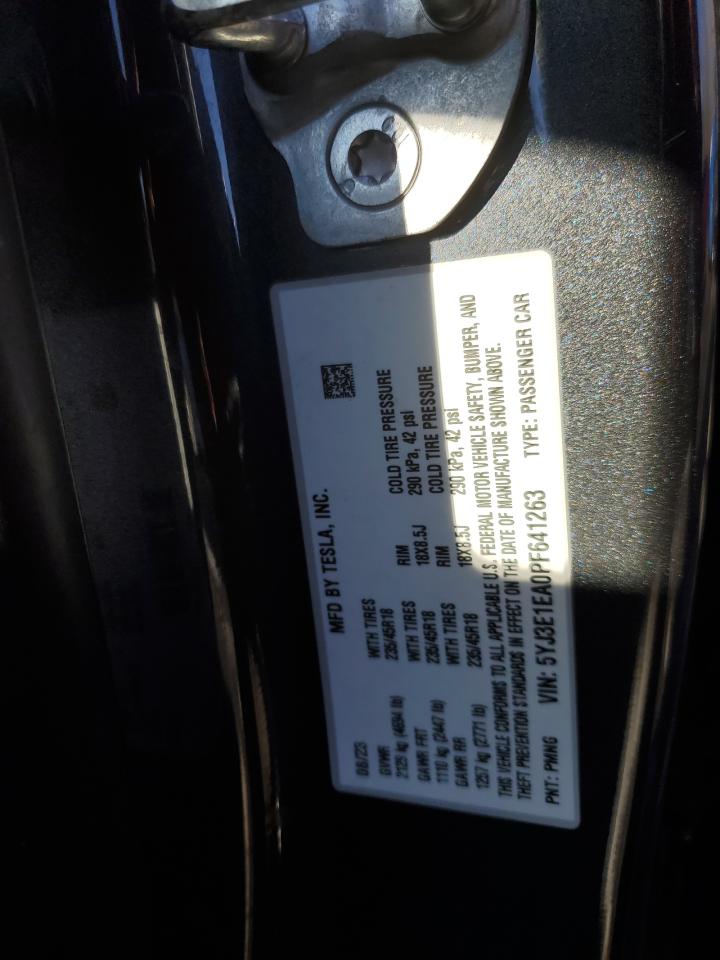 MFD BY TESLA, INC.
08/23
GVWR WITH TIRES RIM COLD TIRE PRESSURE
2129 kg (4694 lb) 235/45R18 18X8.5J 290 kPa, 42 psi
GAWR FRT WITH TIRES RIM COLD TIRE PRESSURE
1110 kg (2447 lb) 235/45R18 18X8.5J 290 kPa, 42 psi
GAWR RR WITH TIRES
1257 kg (2771 lb) 235/45R18
THIS VEHICLE CONFORMS TO ALL APPLICABLE U.S. FEDERAL MOTOR VEHICLE SAFETY, BUMPER, AND
THEFT PREVENTION STANDARDS IN EFFECT ON THE DATE OF MANUFACTURE SHOWN ABOVE.
PNT: PMNG VIN: 5YJ3E1EA0PF641263 TYPE: PASSENGER CAR